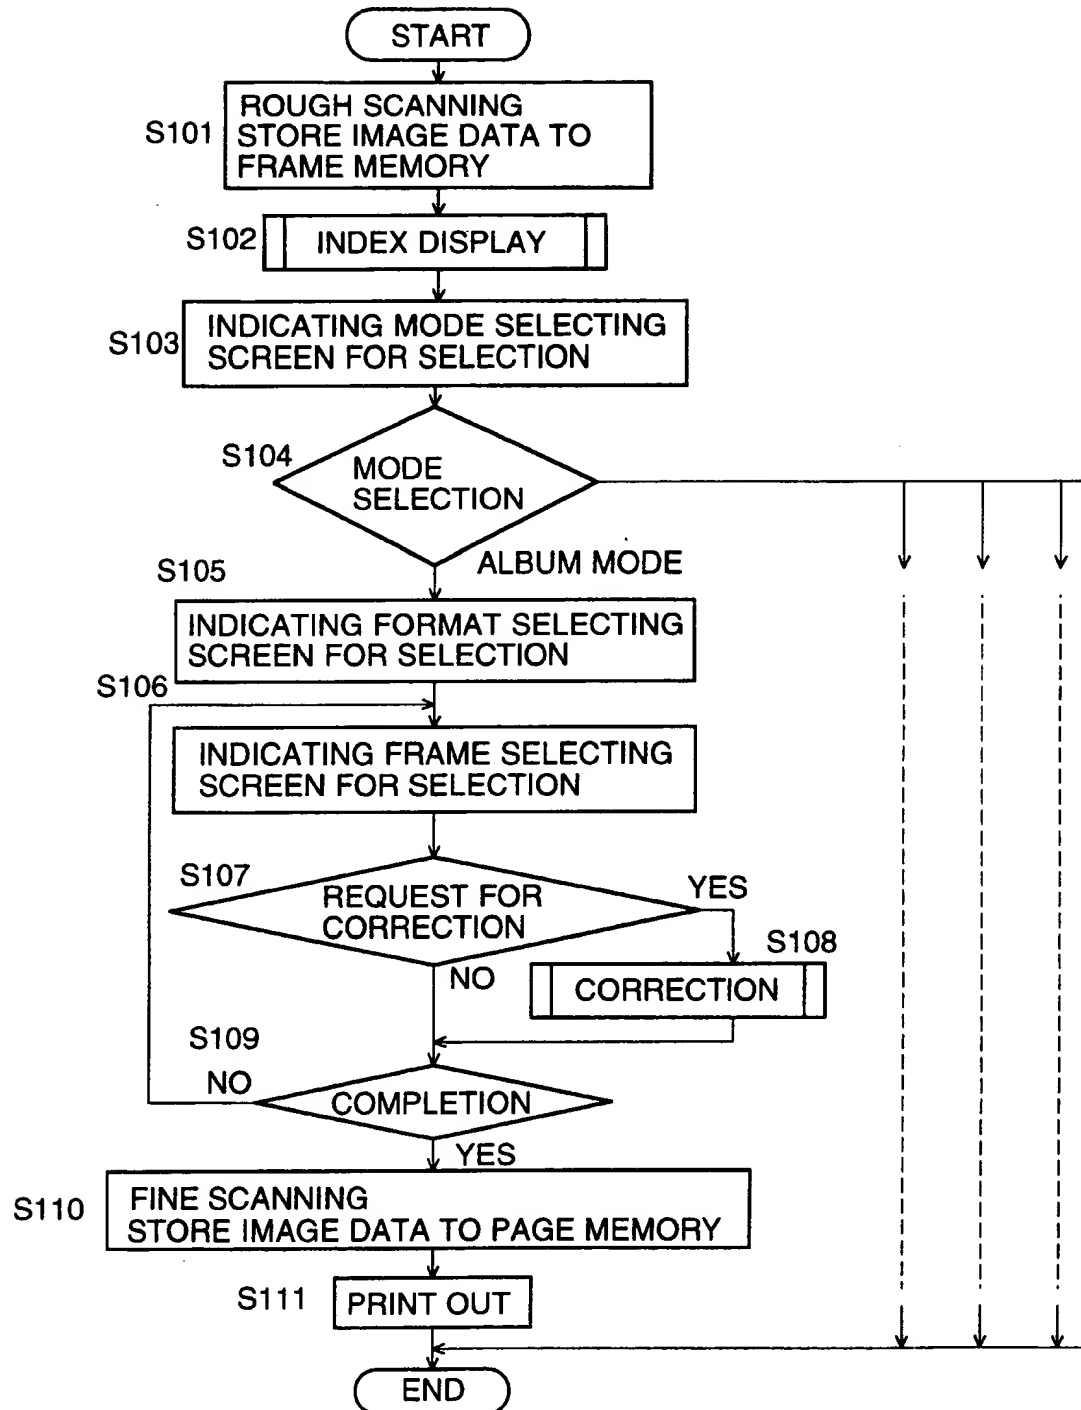 START
S101
ROUGH SCANNING
STORE IMAGE DATA TO
FRAME MEMORY
S102
INDEX DISPLAY
S103
INDICATING MODE SELECTING
SCREEN FOR SELECTION
S104
MODE
SELECTION
ALBUM MODE
S105
INDICATING FORMAT SELECTING
SCREEN FOR SELECTION
S106
INDICATING FRAME SELECTING
SCREEN FOR SELECTION
S107
REQUEST FOR
CORRECTION
YES
NO
S108
CORRECTION
S109
NO
COMPLETION
YES
S110
FINE SCANNING
STORE IMAGE DATA TO PAGE MEMORY
S111
PRINT OUT
END